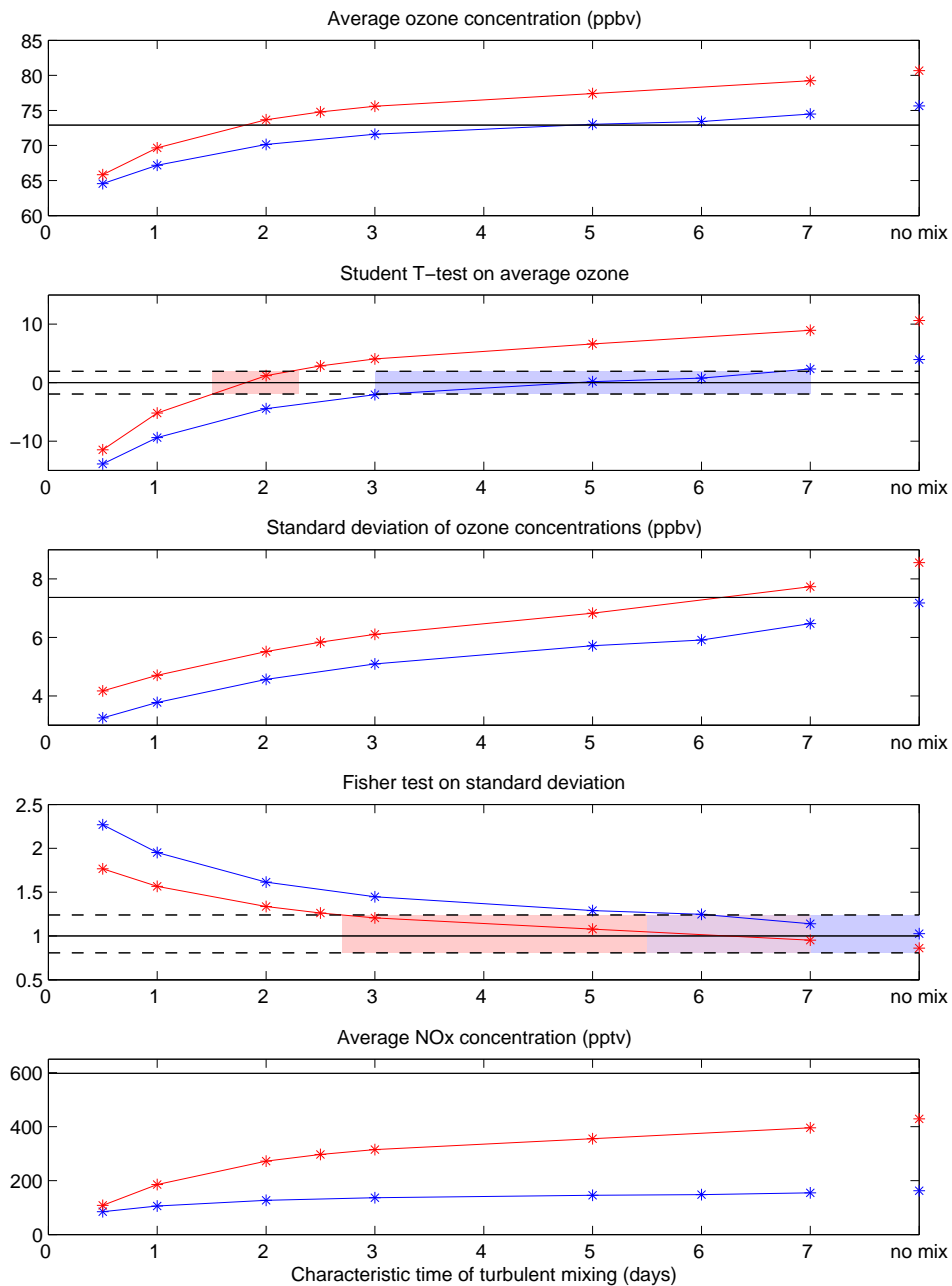 Average ozone concentration (ppbv)
85
80
75
70
65
60
0 1 2 3 4 5 6 7 no mix
Student T−test on average ozone
10
0
−10
0 1 2 3 4 5 6 7 no mix
Standard deviation of ozone concentrations (ppbv)
8
6
4
0 1 2 3 4 5 6 7 no mix
Fisher test on standard deviation
2.5
2
1.5
1
0.5
0 1 2 3 4 5 6 7 no mix
Average NOx concentration (pptv)
600
400
200
0
0 1 2 3 4 5 6 7 no mix
Characteristic time of turbulent mixing (days)